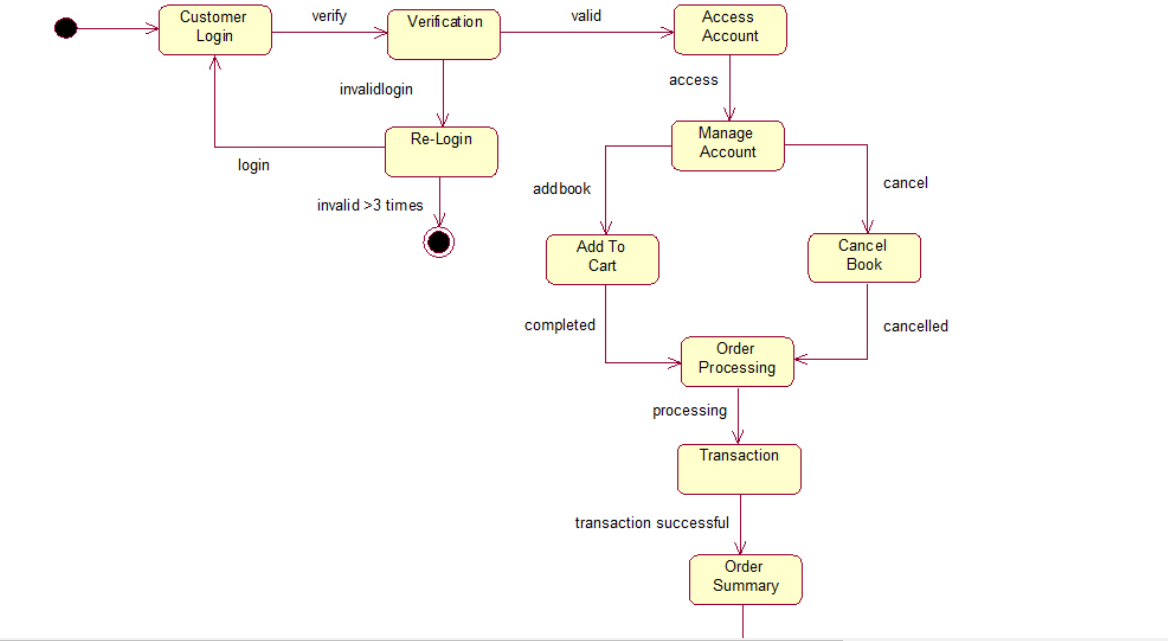 Customer
Login
verify
Verification
valid
Access
Account
invalidlogin
access
Re-Login
Manage
Account
login
addbook
cancel
invalid >3 times
Add To
Cart
Cancel
Book
completed
cancelled
Order
Processing
processing
Transaction
transaction successful
Order
Summary